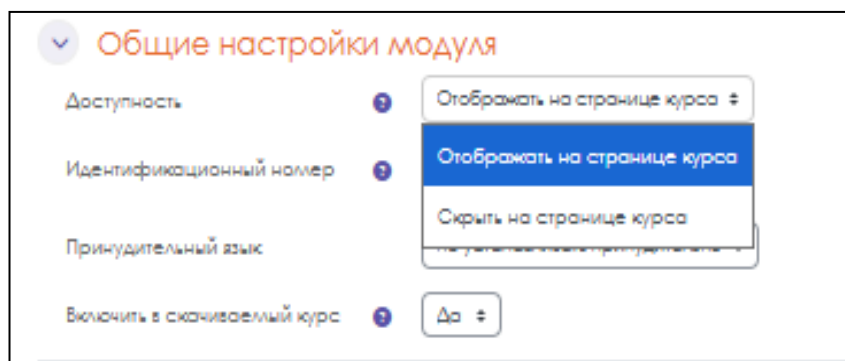 Общие настройки модуля
Доступность
Отображать на странице курса
Отображать на странице курса
Идентификационный номер
Скрыть на странице курса
Принудительный язык
Включить в скачиваемый курс
Да